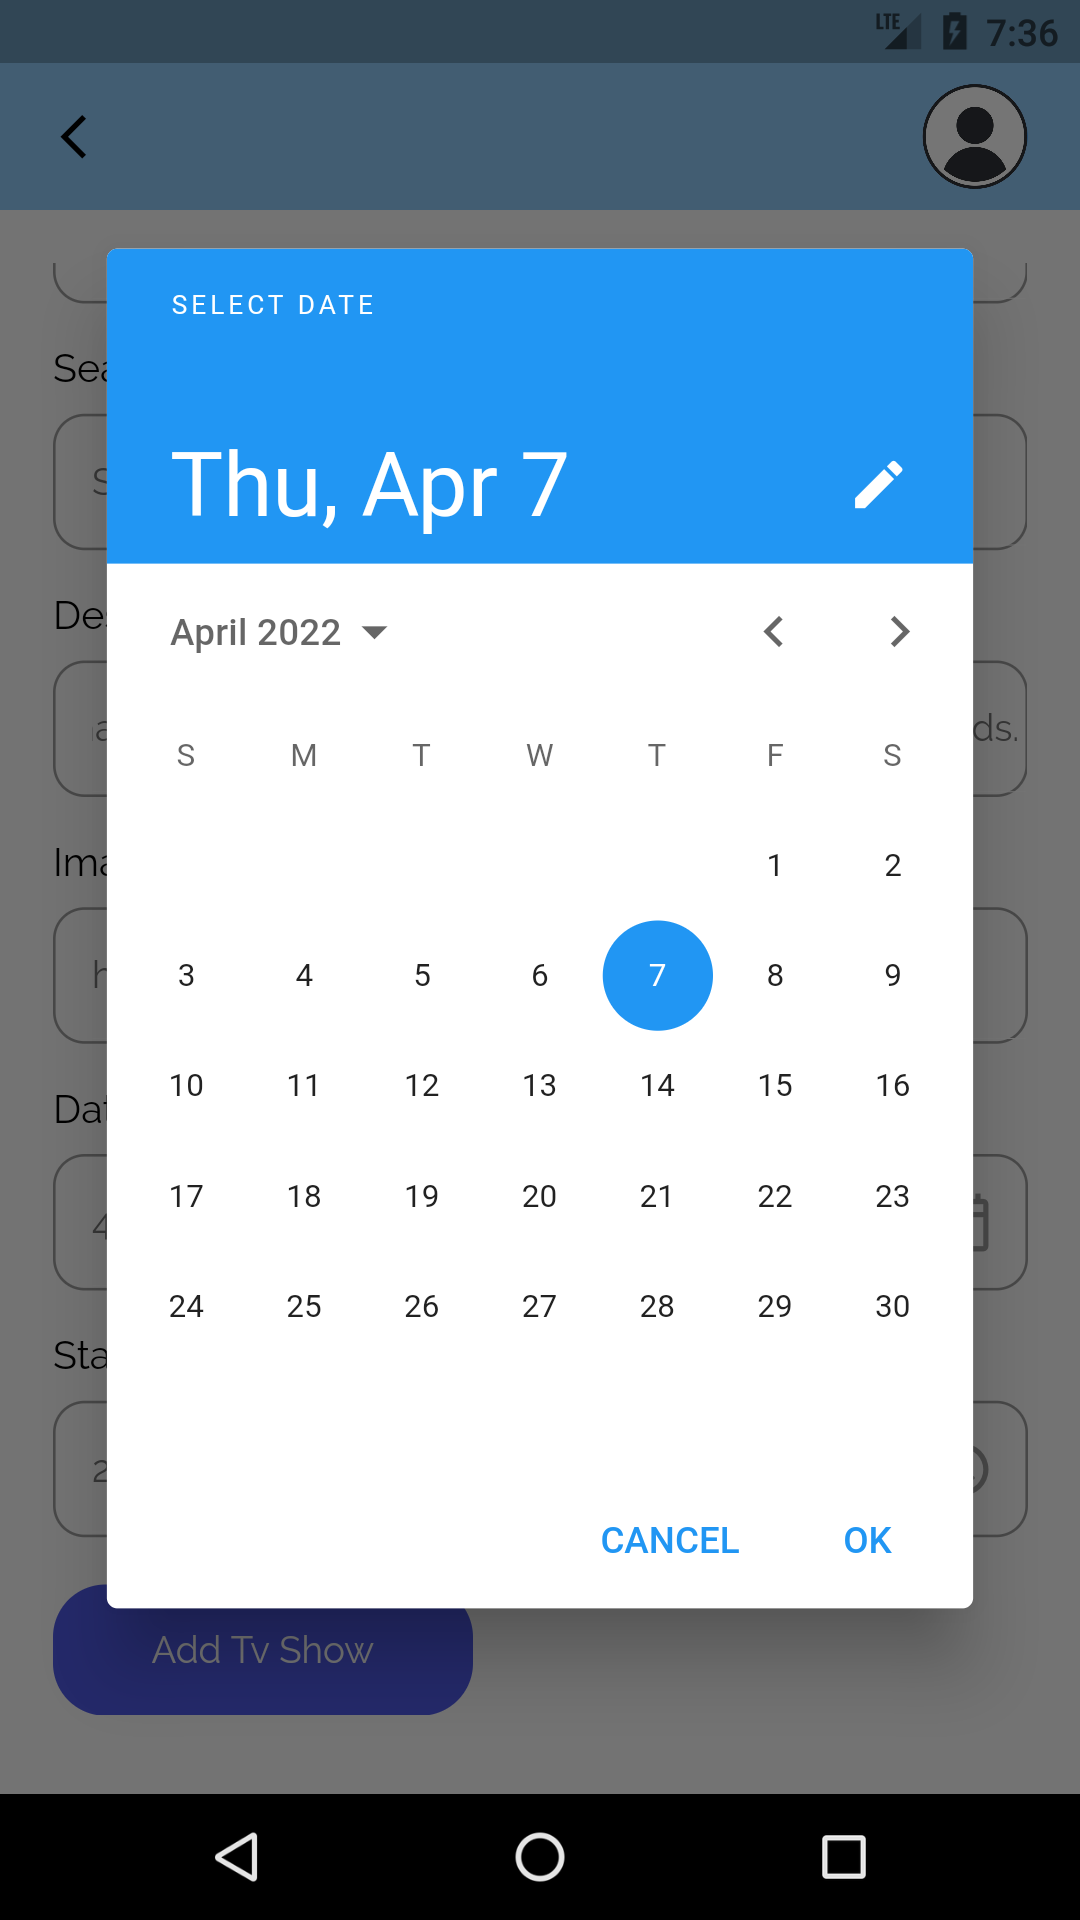 LTE 7:36
SELECT DATE
Thu, Apr 7
April 2022
S M T W T F S
1 2
3 4 5 6 7 8 9
10 11 12 13 14 15 16
17 18 19 20 21 22 23
24 25 26 27 28 29 30
CANCEL OK
ds.
Add Tv Show